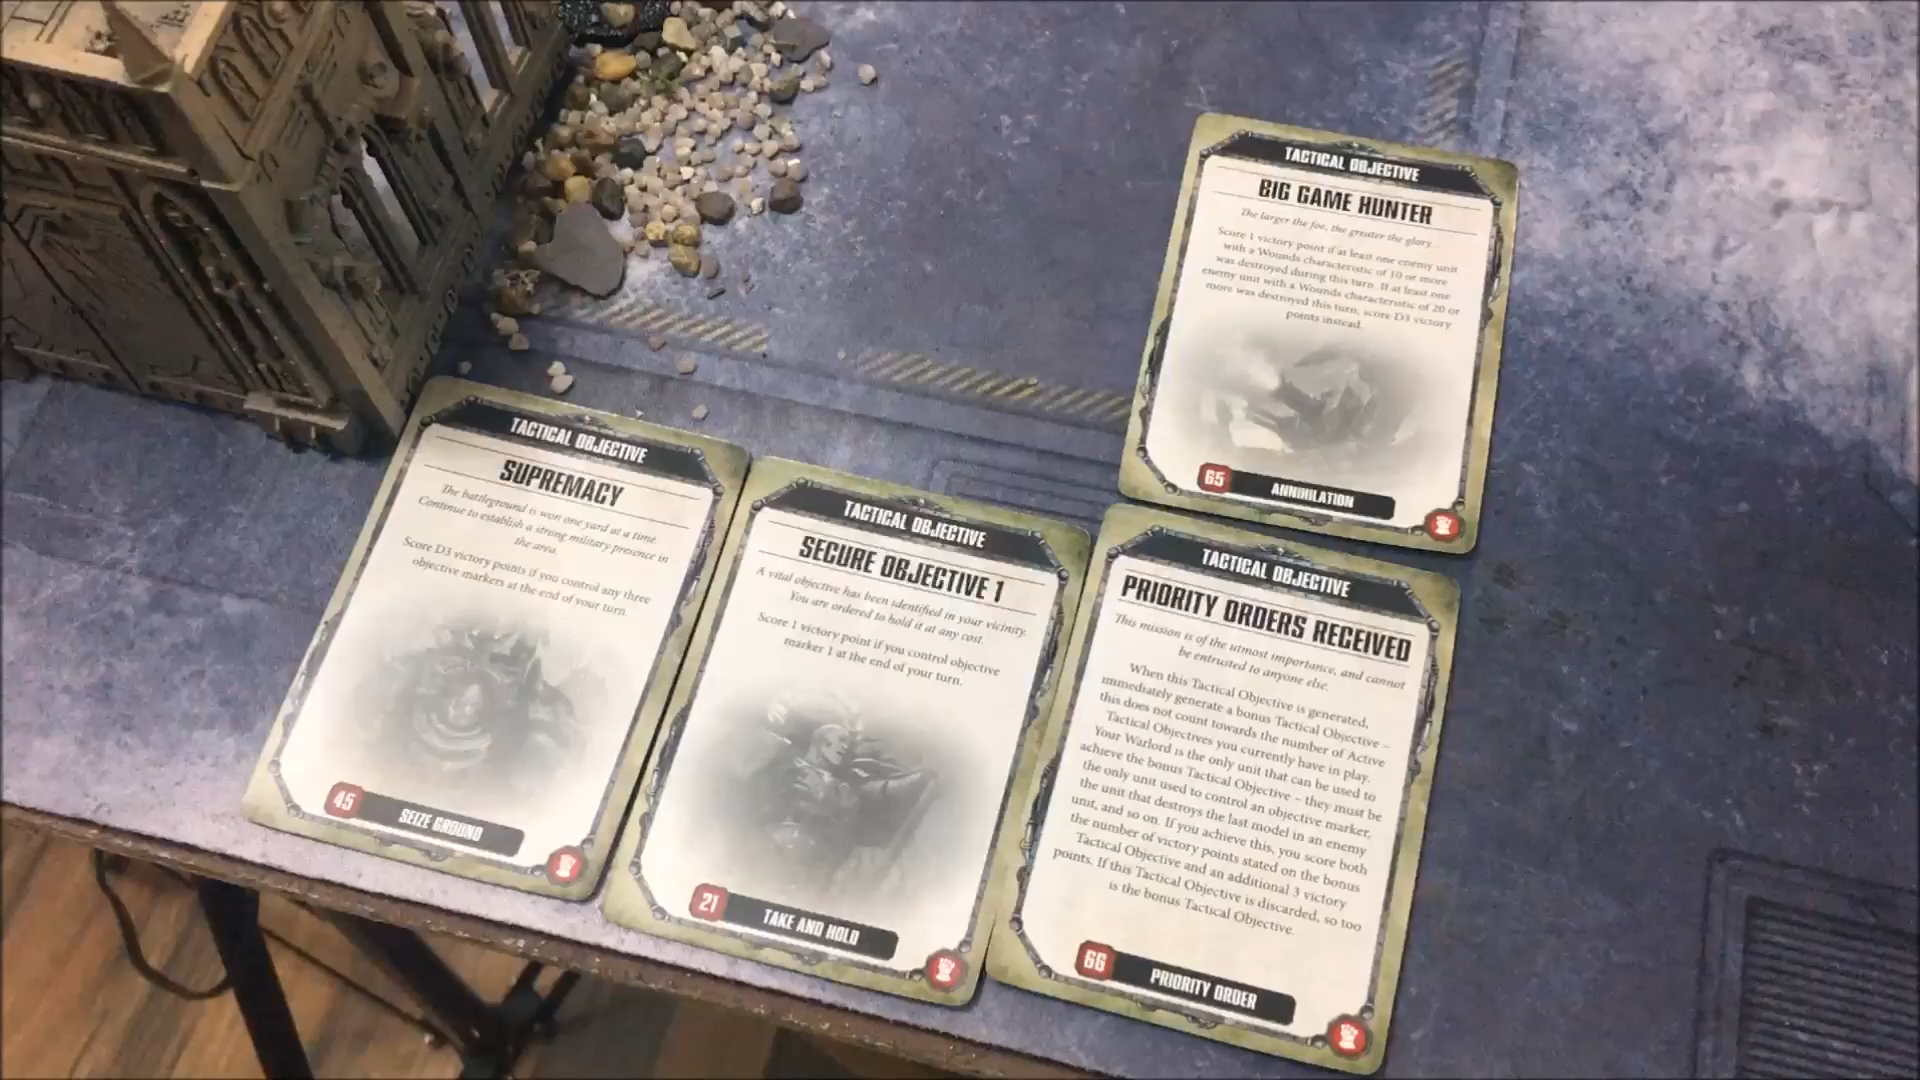 TACTICAL OBJECTIVE
BIG GAME HUNTER
The larger the foe, the greater the glory...
Score 1 victory point if at least one enemy unit
with a Wounds characteristic of 10 or more
was destroyed during this turn. If at least one
enemy unit with a Wounds characteristic of 20 or
more was destroyed this turn, score D3 victory
points instead.
65
ANNIHILATION
TACTICAL OBJECTIVE
SUPREMACY
The battleground is won one yard at a time.
Continue to establish a strong military presence in
the area.
Score D3 victory points if you control any three
objective markers at the end of your turn.
45
SEIZE GROUND
TACTICAL OBJECTIVE
SECURE OBJECTIVE 1
A vital objective has been identified in your vicinity.
You are ordered to hold it at any cost.
Score 1 victory point if you control objective
marker 1 at the end of your turn.
21
TAKE AND HOLD
TACTICAL OBJECTIVE
PRIORITY ORDERS RECEIVED
This mission is of the utmost importance, and cannot
be entrusted to anyone else.
When this Tactical Objective is generated,
immediately generate a bonus Tactical Objective –
this does not count towards the number of Active
Tactical Objectives you currently have in play.
Your Warlord is the only unit that can be used to
achieve the bonus Tactical Objective – they must be
the only unit used to control an objective marker,
the unit that destroys the last model in an enemy
unit, and so on. If you achieve this, you score both
the number of victory points stated on the bonus
Tactical Objective and an additional 3 victory
points. If this Tactical Objective is discarded, so too
is the bonus Tactical Objective.
66
PRIORITY ORDER